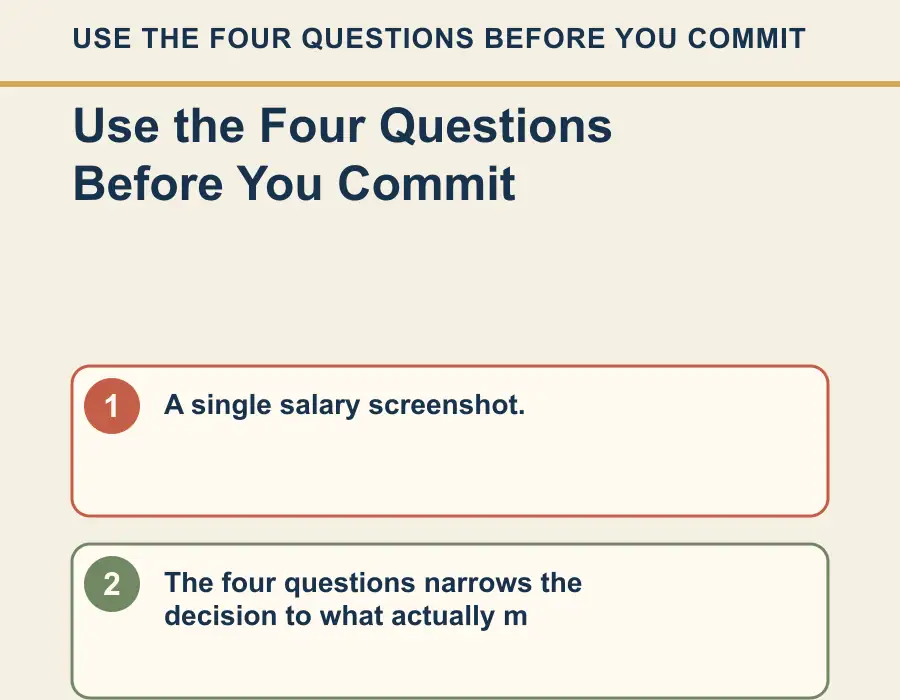 USE THE FOUR QUESTIONS BEFORE YOU COMMIT
Use the Four Questions
Before You Commit
1
A single salary screenshot.
2
The four questions narrows the
decision to what actually m